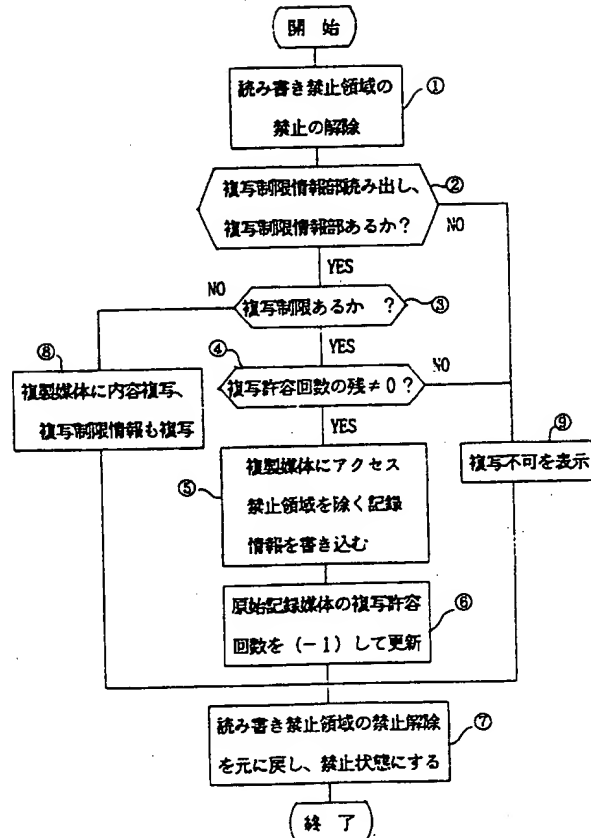 開 始
①
読み書き禁止領域の
禁止の解除
②
複写制限情報部読み出し、
複写制限情報部あるか?
NO
YES
NO
複写制限あるか ?
③
YES
④
NO
複写許容回数の残≠0?
⑧
複製媒体に内容複写、
複写制限情報も複写
YES
⑨
複写不可を表示
⑤
複製媒体にアクセス
禁止領域を除く記録
情報を書き込む
⑥
原始記録媒体の複写許容
回数を(-1)して更新
⑦
読み書き禁止領域の禁止解除
を元に戻し、禁止状態にする
終 了